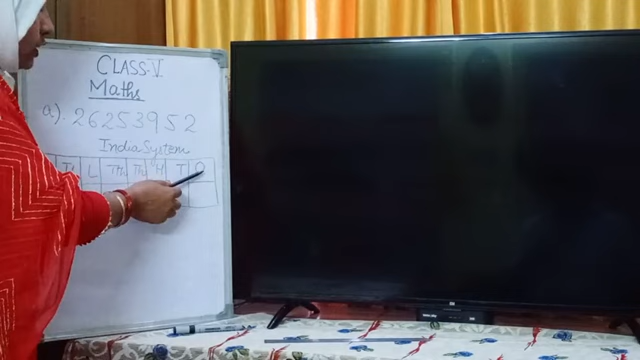 CLASS-V
Maths
a). 26253952
India System
TL L TTh Th H T O